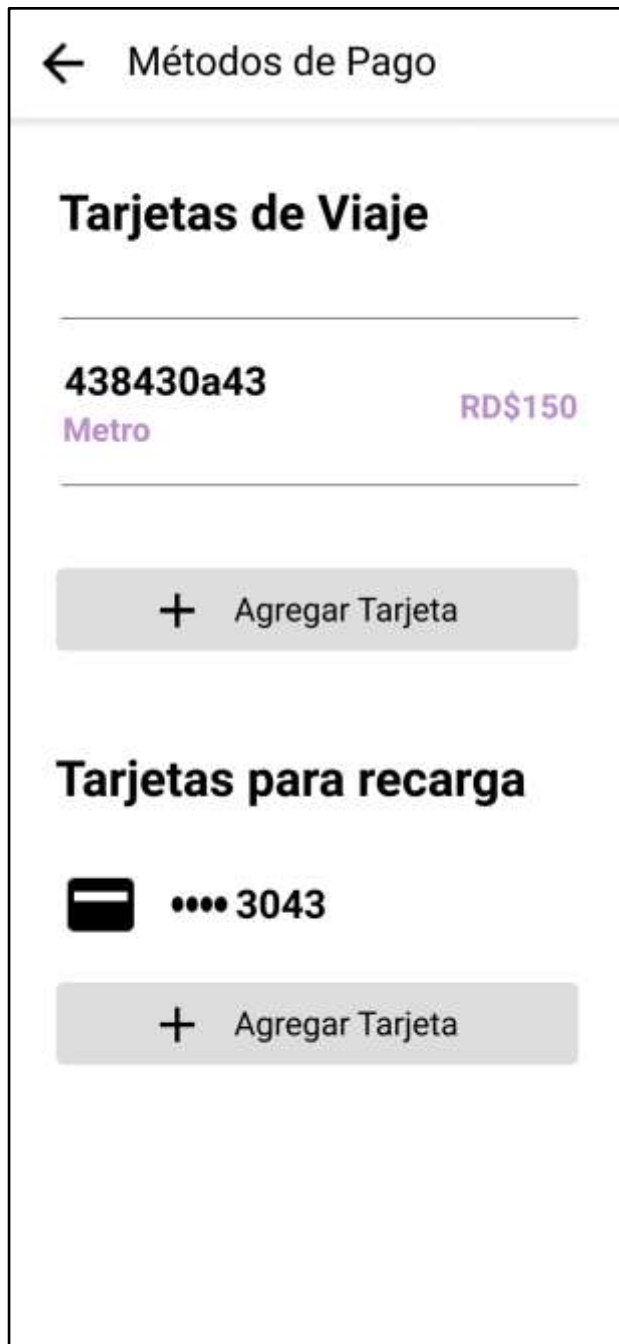 Métodos de Pago
Tarjetas de Viaje
438430a43
Metro
RD$150
Agregar Tarjeta
Tarjetas para recarga
•••• 3043
Agregar Tarjeta